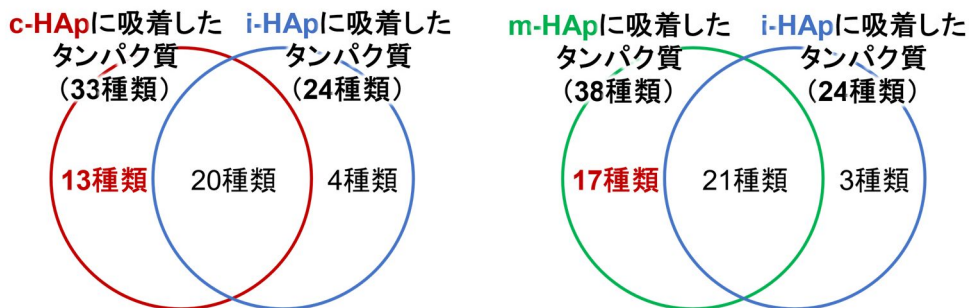 c-HApに吸着した
タンパク質
（33種類）
i-HApに吸着した
タンパク質
（24種類）
13種類
20種類
4種類
m-HApに吸着した
タンパク質
（38種類）
i-HApに吸着した
タンパク質
（24種類）
17種類
21種類
3種類